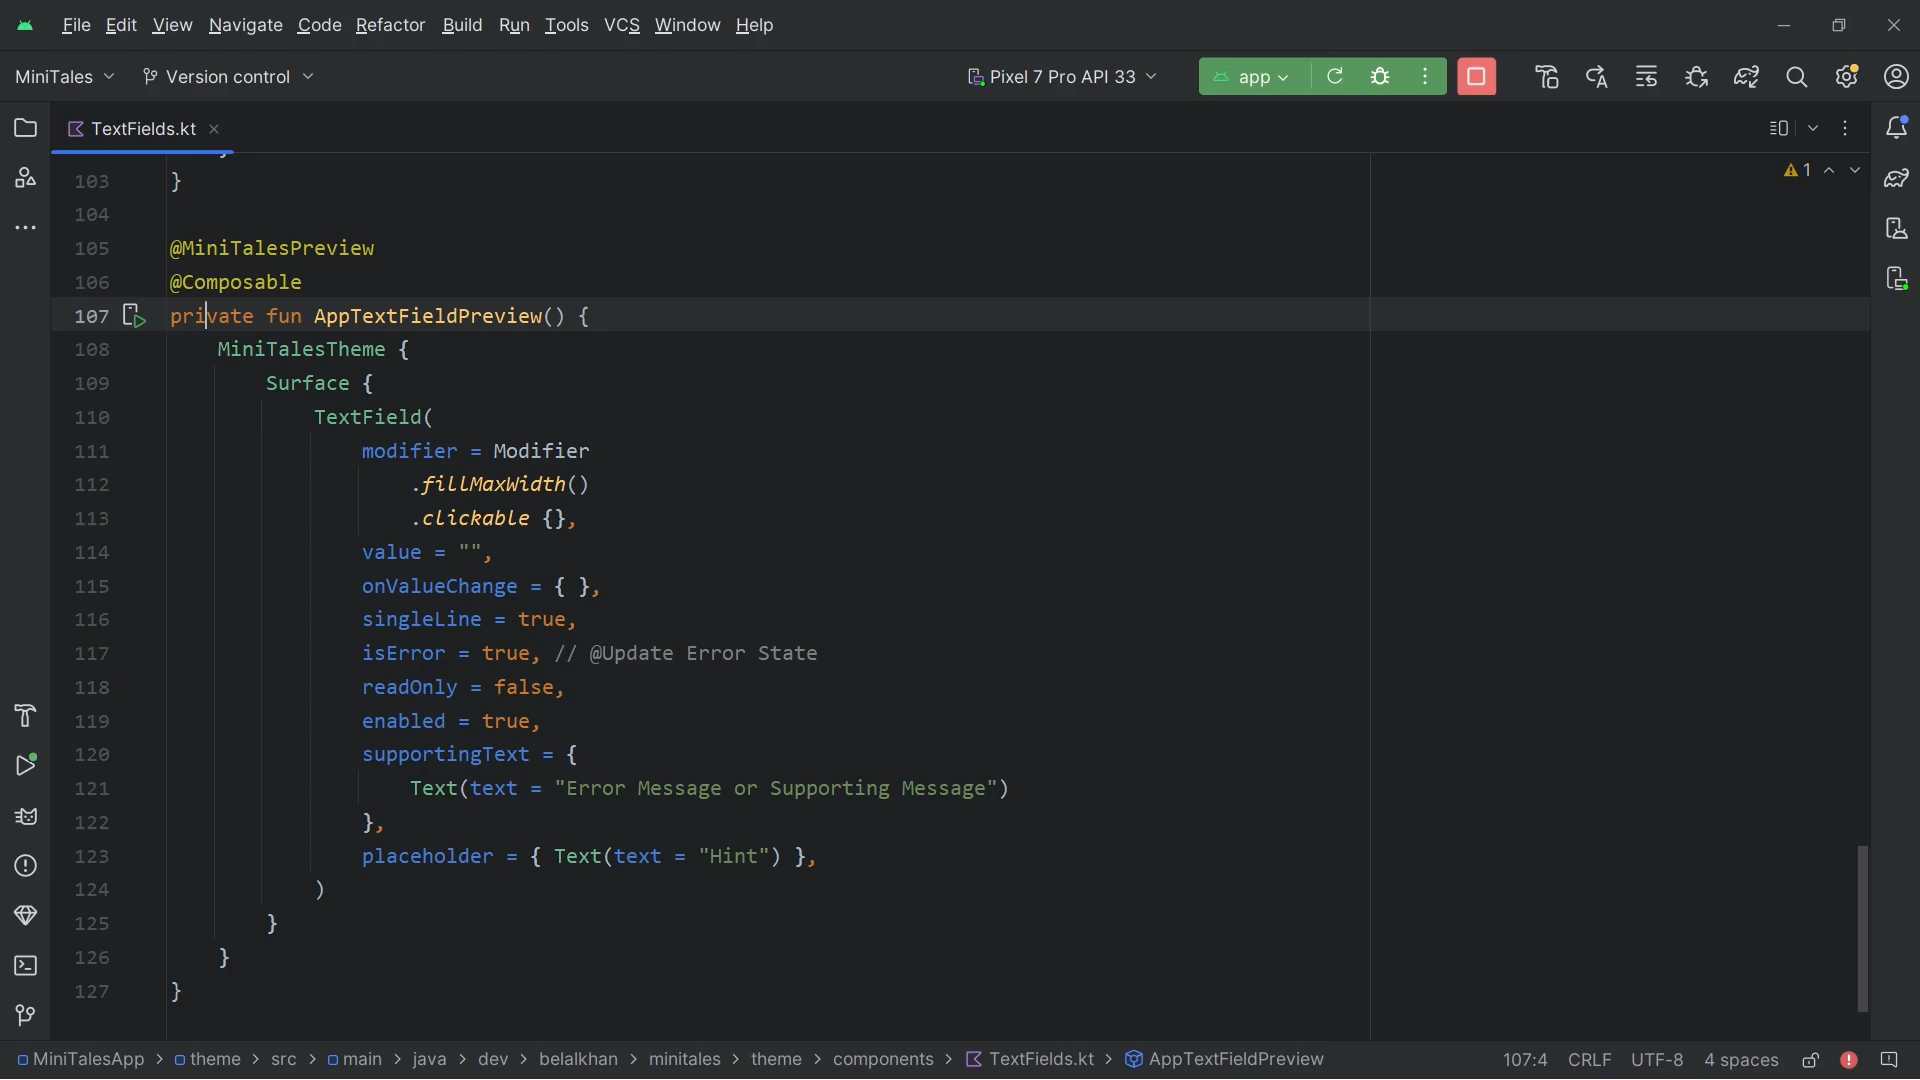 File Edit View Navigate Code Refactor Build Run Tools VCS Window Help
MiniTales Version control Pixel 7 Pro API 33 app
TextFields.kt
1
103 }
104
105 @MiniTalesPreview
106 @Composable
107 private fun AppTextFieldPreview() {
108 MiniTalesTheme {
109 Surface {
110 TextField(
111 modifier = Modifier
112 .fillMaxWidth()
113 .clickable {},
114 value = "",
115 onValueChange = { },
116 singleLine = true,
117 isError = true, // @Update Error State
118 readOnly = false,
119 enabled = true,
120 supportingText = {
121 Text(text = "Error Message or Supporting Message")
122 },
123 placeholder = { Text(text = "Hint") },
124 )
125 }
126 }
127 }
MiniTalesApp > theme > src > main > java > dev > belalkhan > minitales > theme > components > TextFields.kt > AppTextFieldPreview 107:4 CRLF UTF-8 4 spaces